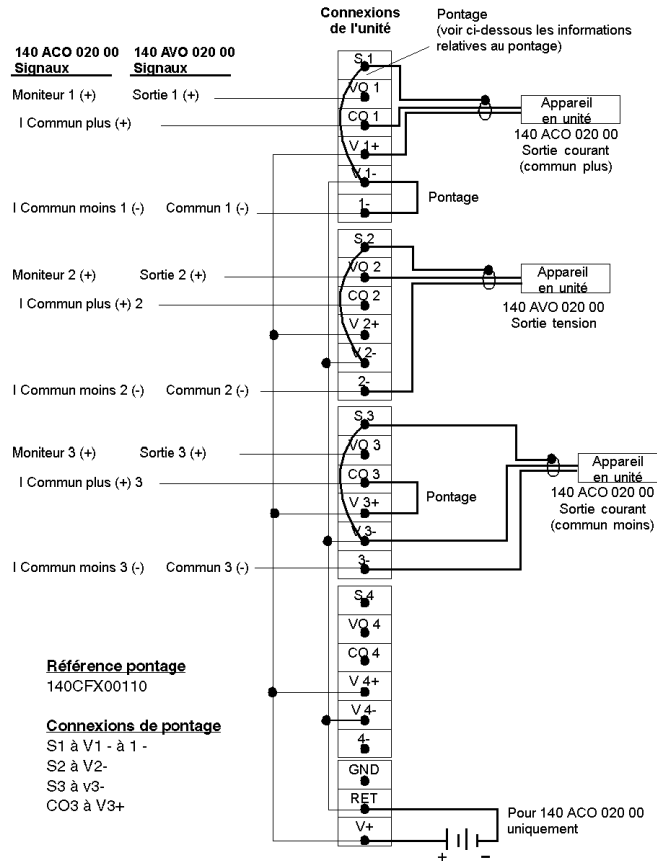 Connexions
de l'unité
Pontage
(voir ci-dessous les informations
relatives au pontage)
140 ACO 020 00
Signaux
140 AVO 020 00
Signaux
S 1
Moniteur 1 (+)
Sortie 1 (+)
VO 1
I Commun plus (+)
CO 1
V 1+
V 1-
I Commun moins 1 (-)
Commun 1 (-)
1-
Pontage
Appareil
en unité
140 ACO 020 00
Sortie courant
(commun plus)
S 2
Moniteur 2 (+)
Sortie 2 (+)
VO 2
I Commun plus (+) 2
CO 2
V 2+
V 2-
I Commun moins 2 (-)
Commun 2 (-)
2-
Appareil
en unité
140 AVO 020 00
Sortie tension
S 3
Moniteur 3 (+)
Sortie 3 (+)
VO 3
I Commun plus (+) 3
CO 3
V 3+
Pontage
V 3-
I Commun moins 3 (-)
Commun 3 (-)
3-
Appareil
en unité
140 ACO 020 00
Sortie courant
(commun moins)
S 4
VO 4
CO 4
V 4+
V 4-
4-
GND
RET
V+
Référence pontage
140CFX00110
Connexions de pontage
S1 à V1 - à 1 -
S2 à V2-
S3 à v3-
CO3 à V3+
Pour 140 ACO 020 00
uniquement
+ –